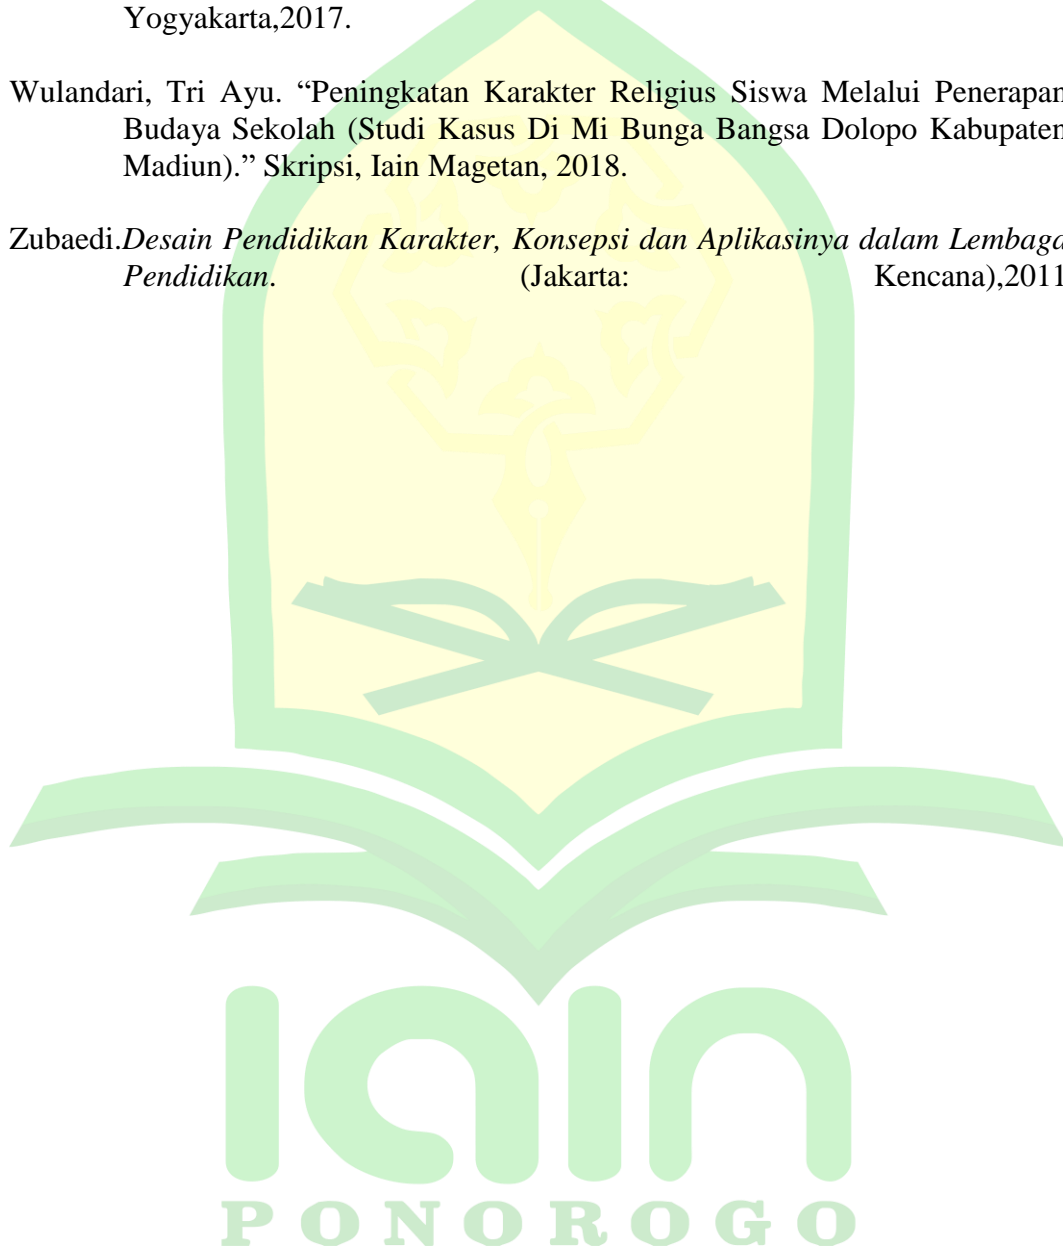 Yogyakarta,2017.
Wulandari, Tri Ayu. “Peningkatan Karakter Religius Siswa Melalui Penerapan
Budaya Sekolah (Studi Kasus Di Mi Bunga Bangsa Dolopo Kabupaten
Madiun).” Skripsi, Iain Magetan, 2018.
Zubaedi.Desain Pendidikan Karakter, Konsepsi dan Aplikasinya dalam Lembaga
Pendidikan. (Jakarta: Kencana),2011
iain
PONOROGO